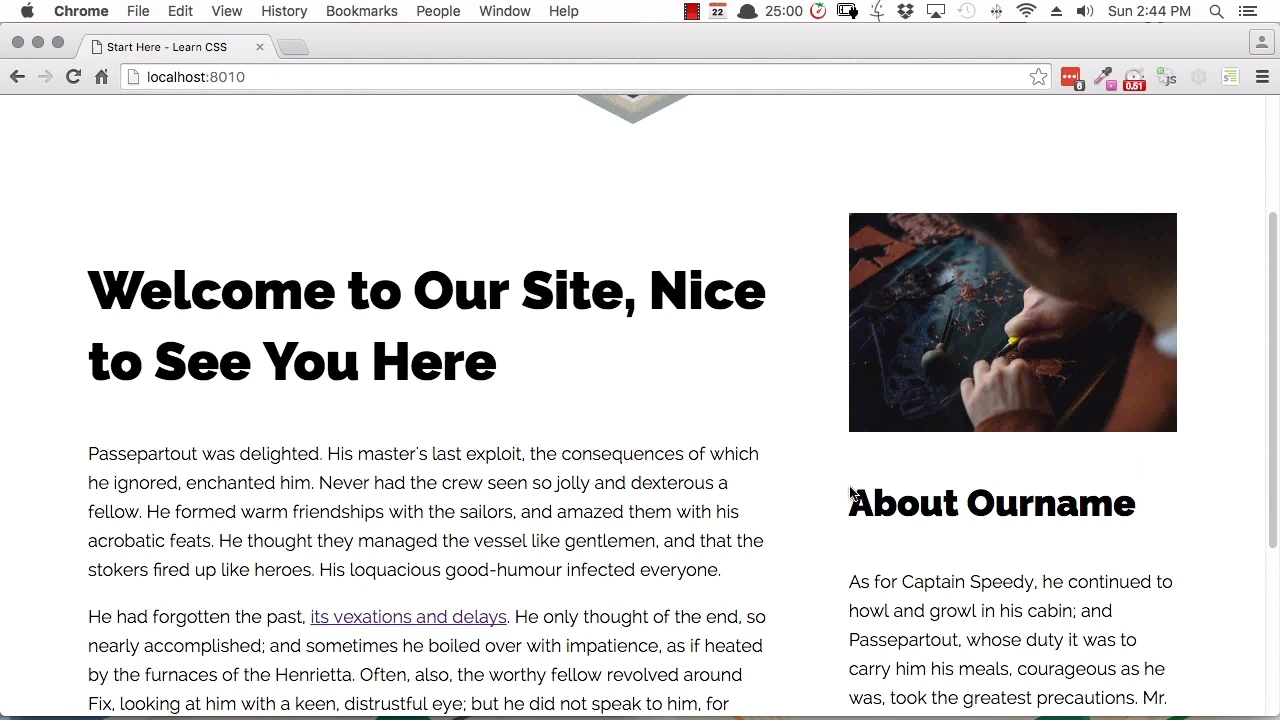 Chrome File Edit View History Bookmarks People Window Help 22 25:00 Sun 2:44 PM
Start Here - Learn CSS
localhost:8010
6 0.51 js 5
Welcome to Our Site, Nice
to See You Here
Passepartout was delighted. His master's last exploit, the consequences of which
he ignored, enchanted him. Never had the crew seen so jolly and dexterous a
fellow. He formed warm friendships with the sailors, and amazed them with his
acrobatic feats. He thought they managed the vessel like gentlemen, and that the
stokers fired up like heroes. His loquacious good-humour infected everyone.
He had forgotten the past, its vexations and delays. He only thought of the end, so
nearly accomplished; and sometimes he boiled over with impatience, as if heated
by the furnaces of the Henrietta. Often, also, the worthy fellow revolved around
Fix, looking at him with a keen, distrustful eye; but he did not speak to him, for
About Ourname
As for Captain Speedy, he continued to
howl and growl in his cabin; and
Passepartout, whose duty it was to
carry him his meals, courageous as he
was, took the greatest precautions. Mr.